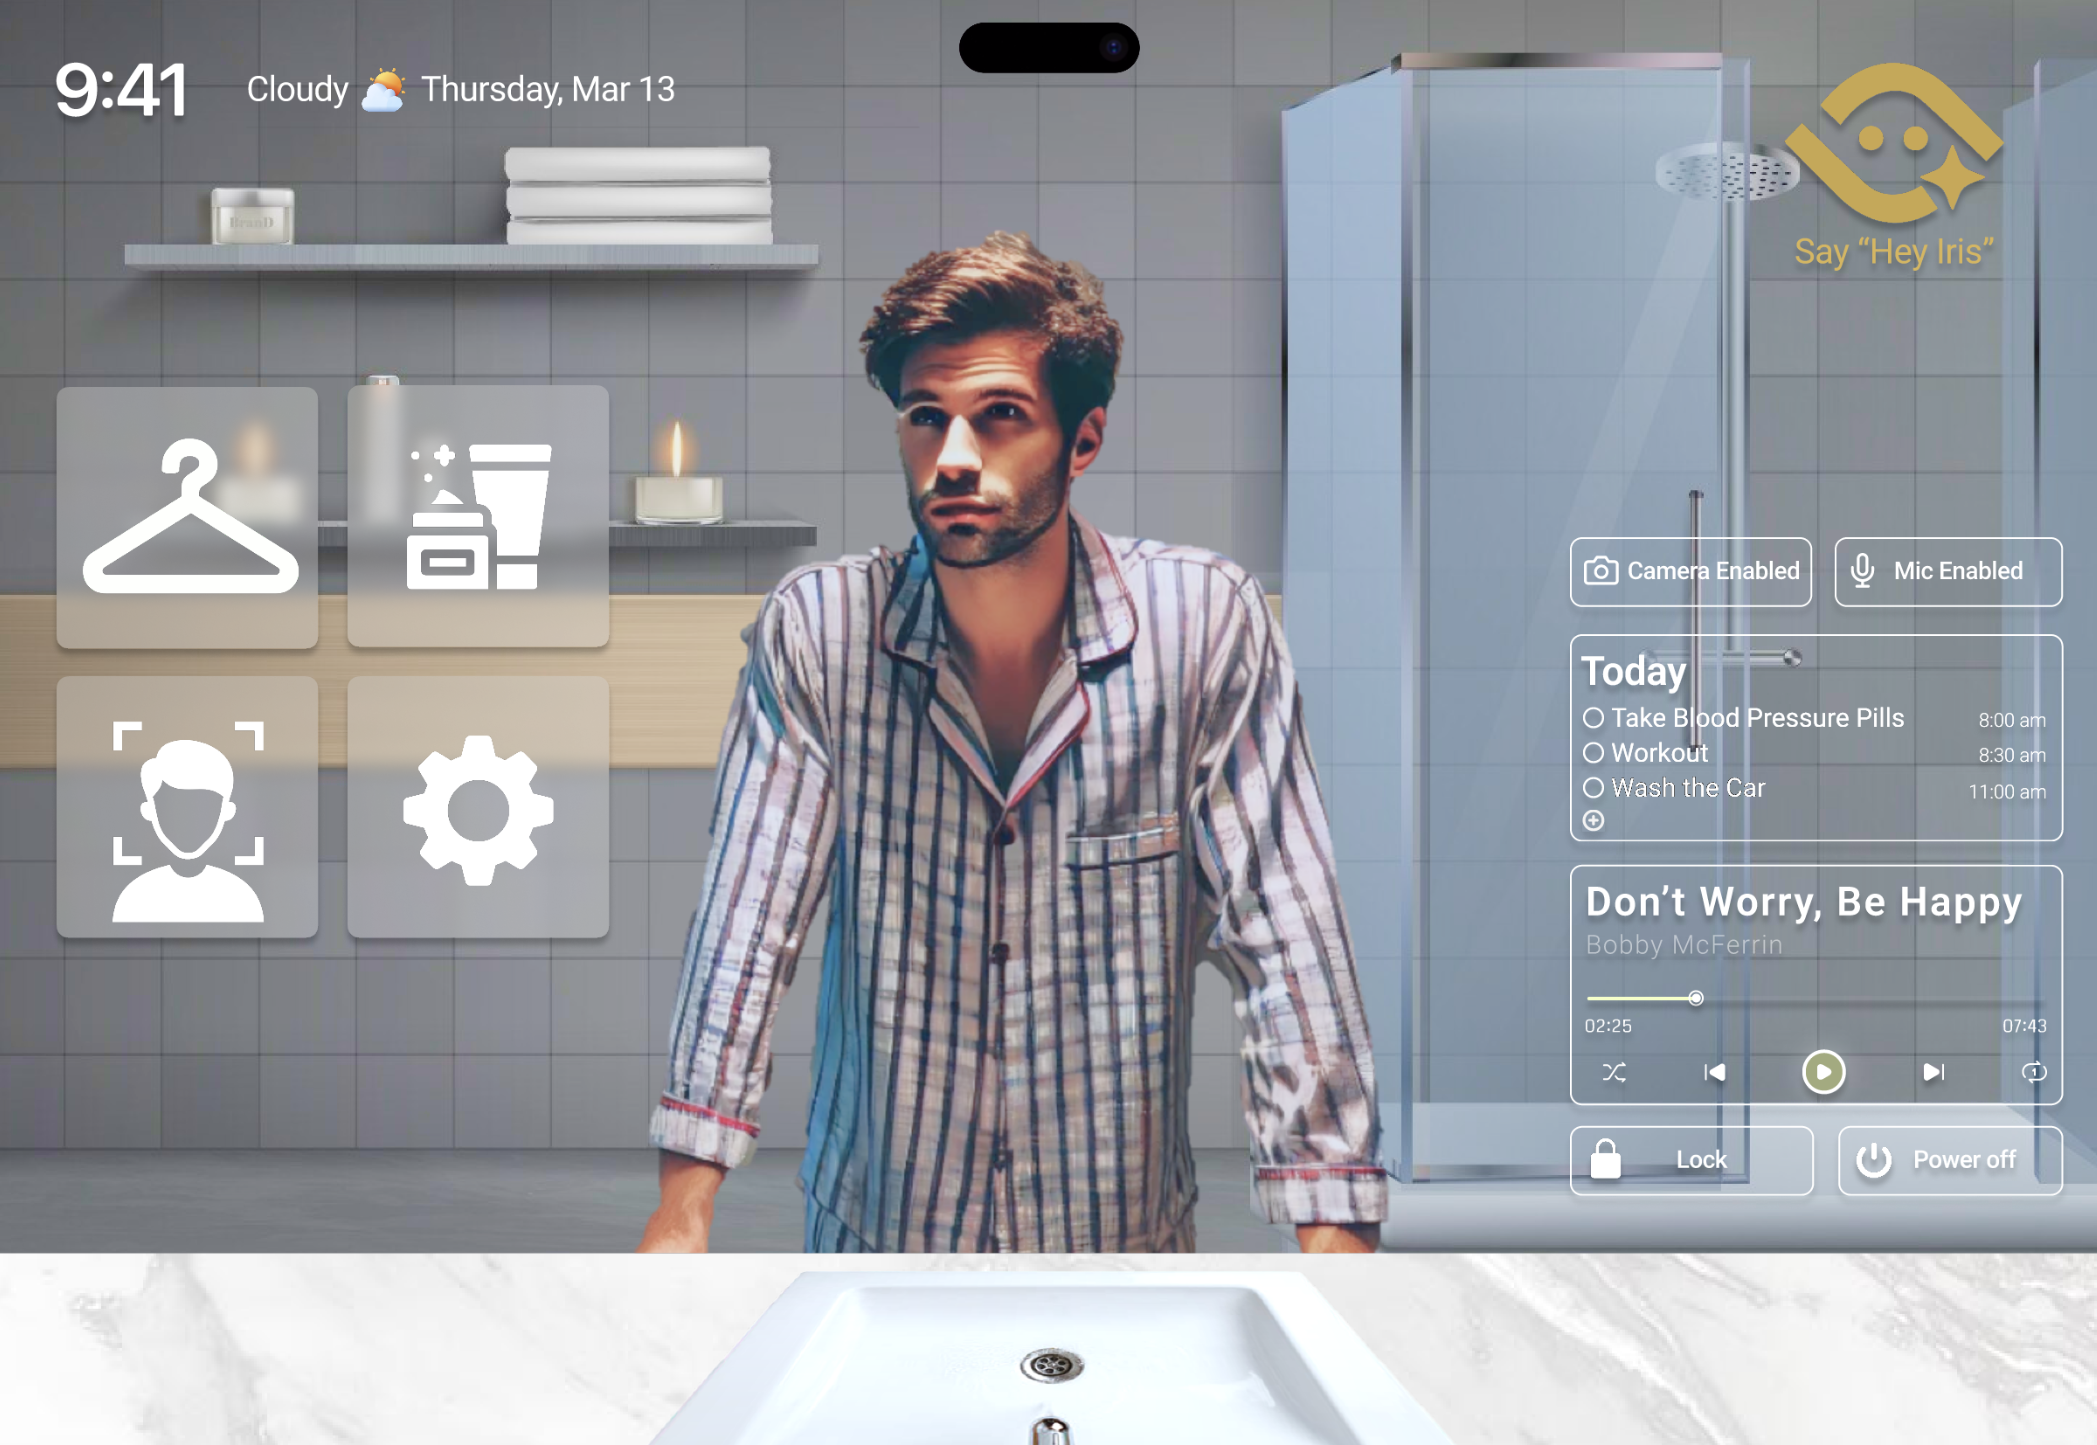 9:41
Cloudy Thursday, Mar 13
BranD
Say “Hey Iris”
Camera Enabled
Mic Enabled
Today
Take Blood Pressure Pills 8:00 am
Workout 8:30 am
Wash the Car 11:00 am
Don’t Worry, Be Happy
Bobby McFerrin
02:25 07:43
1
Lock
Power off